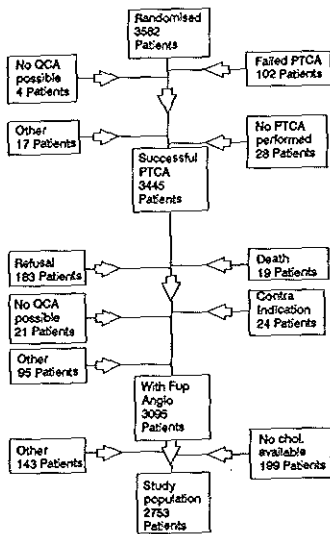 Randomised
3582
Patients
No QCA
possible
4 Patients
Failed PTCA
102 Patients
Other
17 Patients
No PTCA
performed
28 Patients
Successful
PTCA
3445
Patients
Refusal
183 Patients
Death
19 Patients
No QCA
possible
21 Patients
Contra
Indication
24 Patients
Other
95 Patients
With Fup
Angio
3095
Patients
Other
143 Patients
No chol.
available
199 Patients
Study
population
2753
Patients